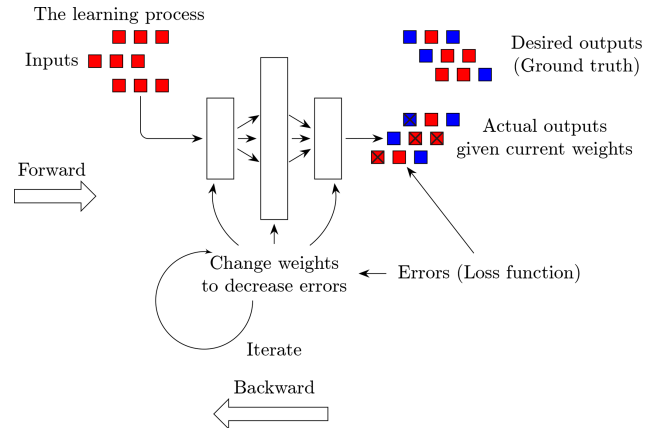 The learning process
Inputs
Desired outputs
(Ground truth)
Actual outputs
given current weights
Forward
Change weights
to decrease errors
Errors (Loss function)
Iterate
Backward